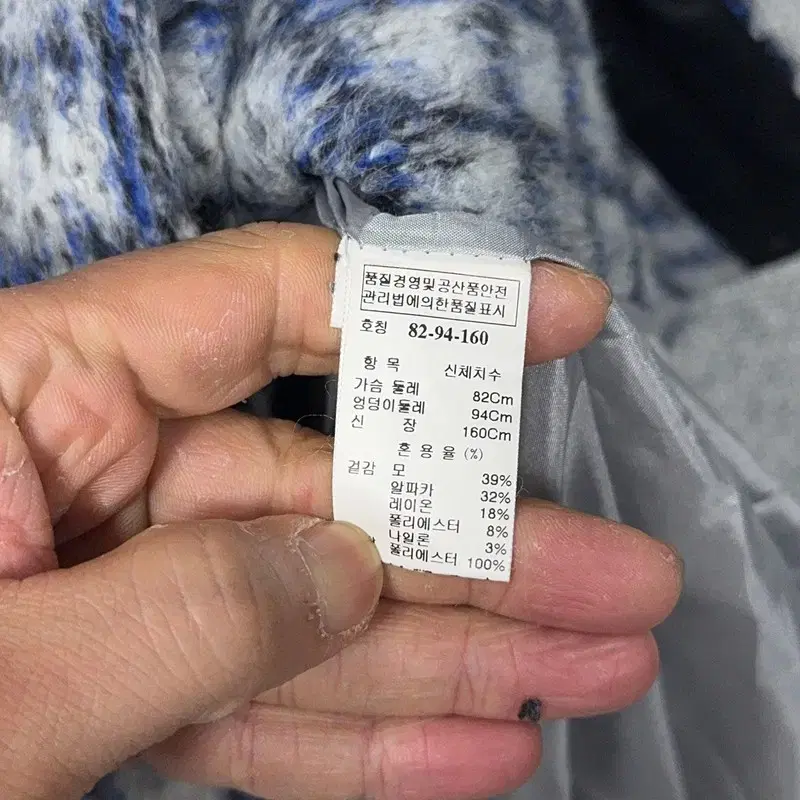 품질경영및공산품안전
관리법에의한품질표시
호칭 82-94-160
항 목 신체치수
가슴 둘레 82Cm
엉덩이둘레 94Cm
신 장 160Cm
혼 용 율 (%)
겉감 모 39%
알파카 32%
레이온 18%
폴리에스터 8%
나일론 3%
폴리에스터 100%